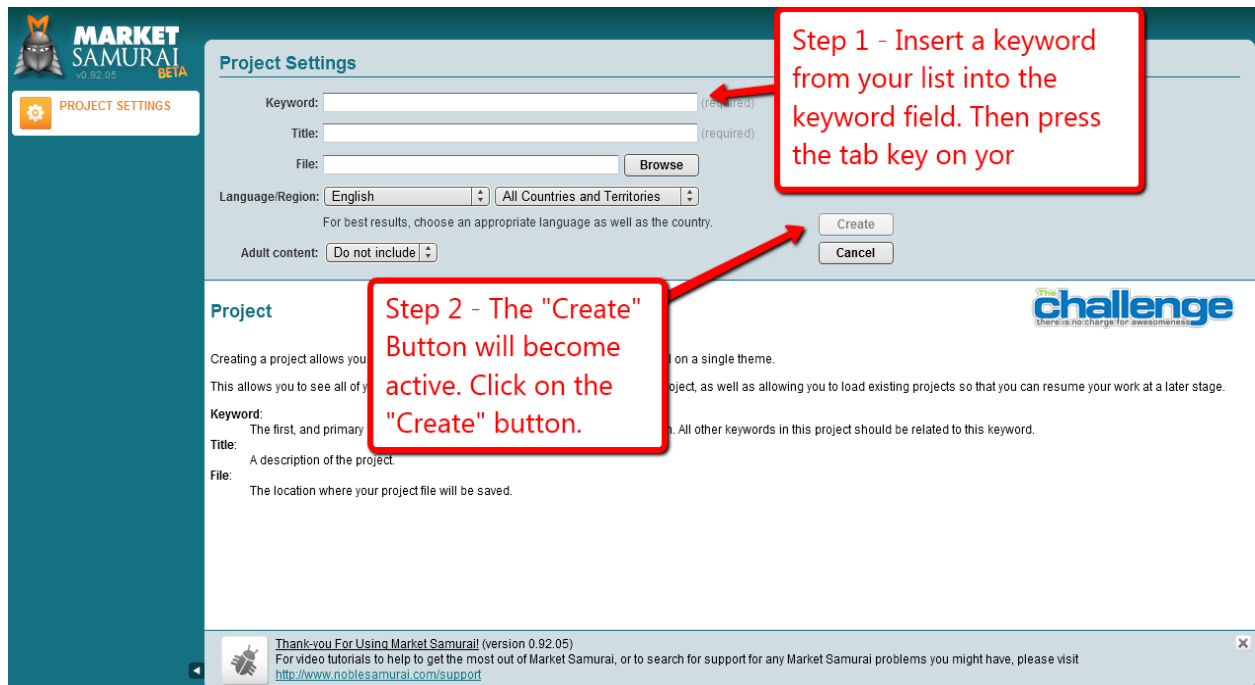 MARKET
SAMURAI
v0.92.05 BETA
PROJECT SETTINGS
Project Settings
Keyword: (required)
Title: (required)
File: Browse
Language/Region: English All Countries and Territories
For best results, choose an appropriate language as well as the country.
Adult content: Do not include
Create
Cancel
Step 1 - Insert a keyword
from your list into the
keyword field. Then press
the tab key on yor
Step 2 - The "Create"
Button will become
active. Click on the
"Create" button.
Project
The
challenge
there is no charge for awesomeness
Creating a project allows you on a single theme.
This allows you to see all of as well as allowing you to load existing projects so that you can resume your work at a later stage.
Keyword:
The first, and primary All other keywords in this project should be related to this keyword.
Title:
A description of the project.
File:
The location where your project file will be saved.
Thank-you For Using Market Samurai! (version 0.92.05)
For video tutorials to help to get the most out of Market Samurai, or to search for support for any Market Samurai problems you might have, please visit
http://www.noblesamurai.com/support